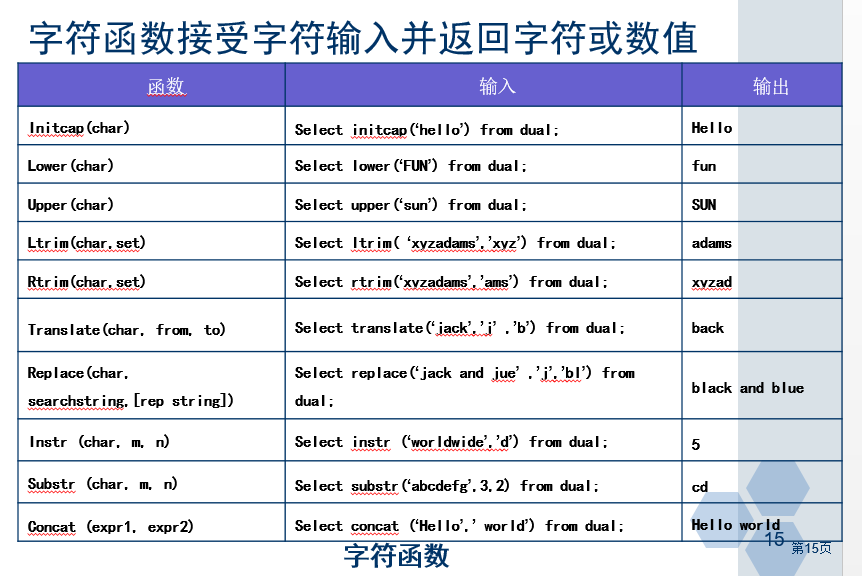 字符函数接受字符输入并返回字符或数值
函数 输入 输出
Initcap(char) Select initcap(‘hello’) from dual; Hello
Lower(char) Select lower(‘FUN’) from dual; fun
Upper(char) Select upper(‘sun’) from dual; SUN
Ltrim(char,set) Select ltrim( ‘xyzadams’,’xyz’) from dual; adams
Rtrim(char,set) Select rtrim(‘xyzadams’,’ams’) from dual; xyzad
Translate(char, from, to) Select translate(‘jack’,’j’ ,’b’) from dual; back
Replace(char, Select replace(‘jack and jue’ ,’j’,’bl’) from
searchstring,[rep string]) dual; black and blue
Instr (char, m, n) Select instr (‘worldwide’,’d’) from dual; 5
Substr (char, m, n) Select substr(‘abcdefg’,3,2) from dual; cd
Concat (expr1, expr2) Select concat (‘Hello’,’ world’) from dual; Hello world
字符函数
15
第15页